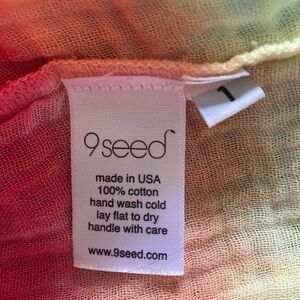 1
9seed
made in USA
100% cotton
hand wash cold
lay flat to dry
handle with care
www.9seed.com